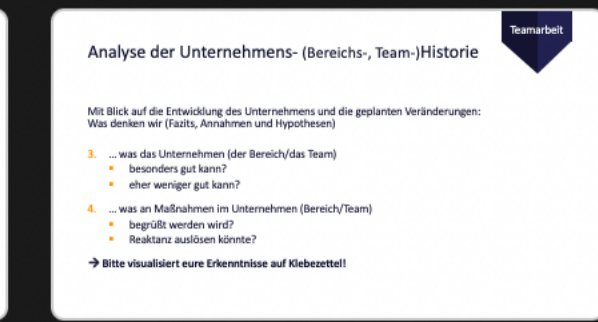 Teamarbeit
Analyse der Unternehmens- (Bereichs-, Team-)Historie
Mit Blick auf die Entwicklung des Unternehmens und die geplanten Veränderungen:
Was denken wir (Fazits, Annahmen und Hypothesen)
3. ... was das Unternehmen (der Bereich/das Team)
▪ besonders gut kann?
▪ eher weniger gut kann?
4. ... was an Maßnahmen im Unternehmen (Bereich/Team)
▪ begrüßt werden wird?
▪ Reaktanz auslösen könnte?
→ Bitte visualisiert eure Erkenntnisse auf Klebezettel!